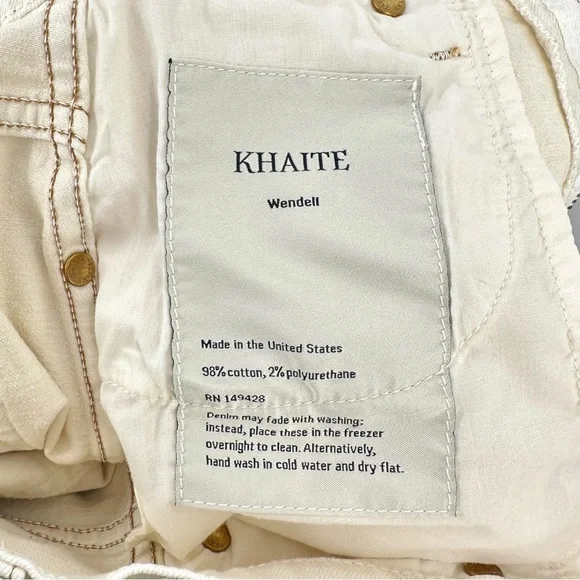 KHAITE
Wendell
Made in the United States
98% cotton, 2% polyurethane
RN 149428
Denim may fade with washing;
instead, place these in the freezer
overnight to clean. Alternatively,
hand wash in cold water and dry flat.